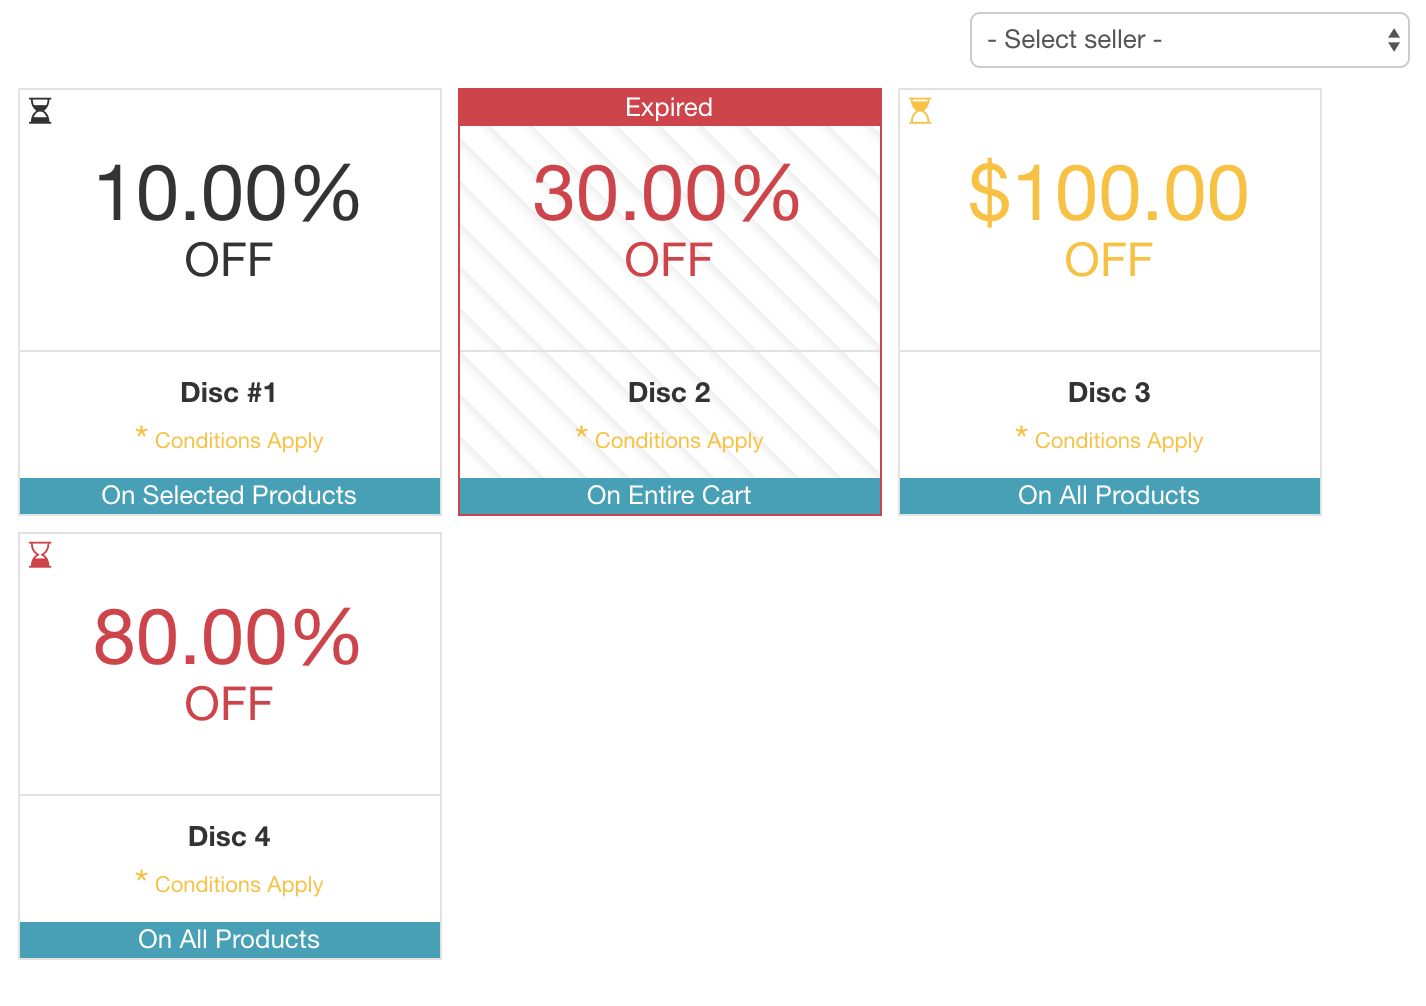 - Select seller -
10.00%
OFF
Disc #1
* Conditions Apply
On Selected Products
Expired
30.00%
OFF
Disc 2
* Conditions Apply
On Entire Cart
$100.00
OFF
Disc 3
* Conditions Apply
On All Products
80.00%
OFF
Disc 4
* Conditions Apply
On All Products